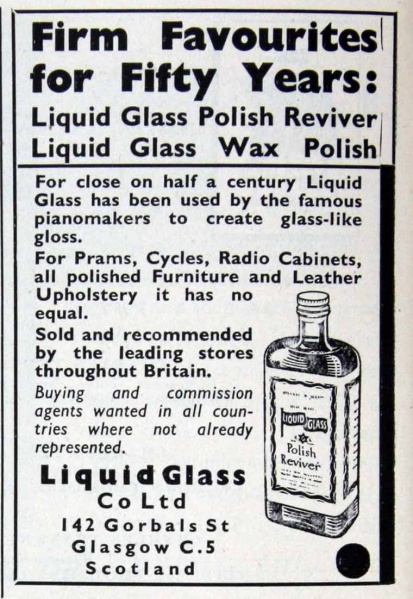 Firm Favourites
for Fifty Years:
Liquid Glass Polish Reviver
Liquid Glass Wax Polish
For close on half a century Liquid
Glass has been used by the famous
pianomakers to create glass-like
gloss.
For Prams, Cycles, Radio Cabinets,
all polished Furniture and Leather
Upholstery it has no
equal.
Sold and recommended
by the leading stores
throughout Britain.
Buying and commission
agents wanted in all coun-
tries where not already
represented.
LIQUID GLASS
Polish
Reviver
Liquid Glass
Co Ltd
142 Gorbals St
Glasgow C.5
Scotland